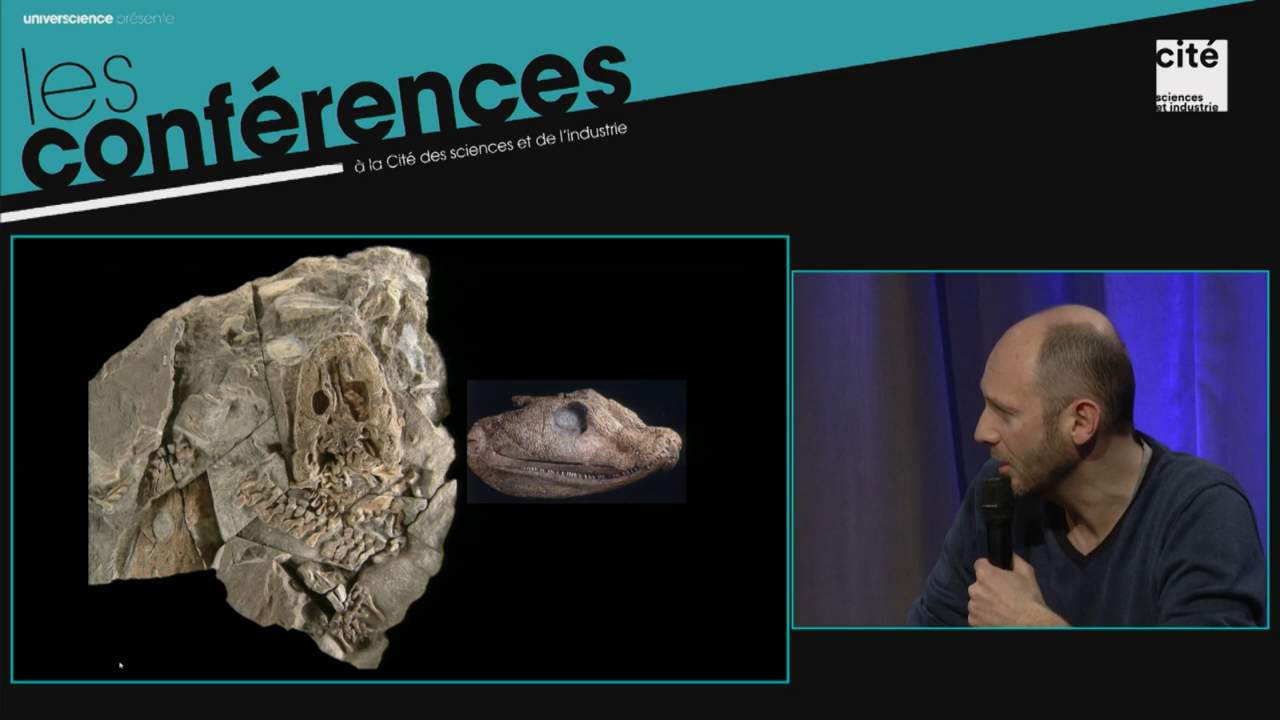 universcience présente
les
conférences
à la Cité des sciences et de l'industrie
cité
sciences
et industrie